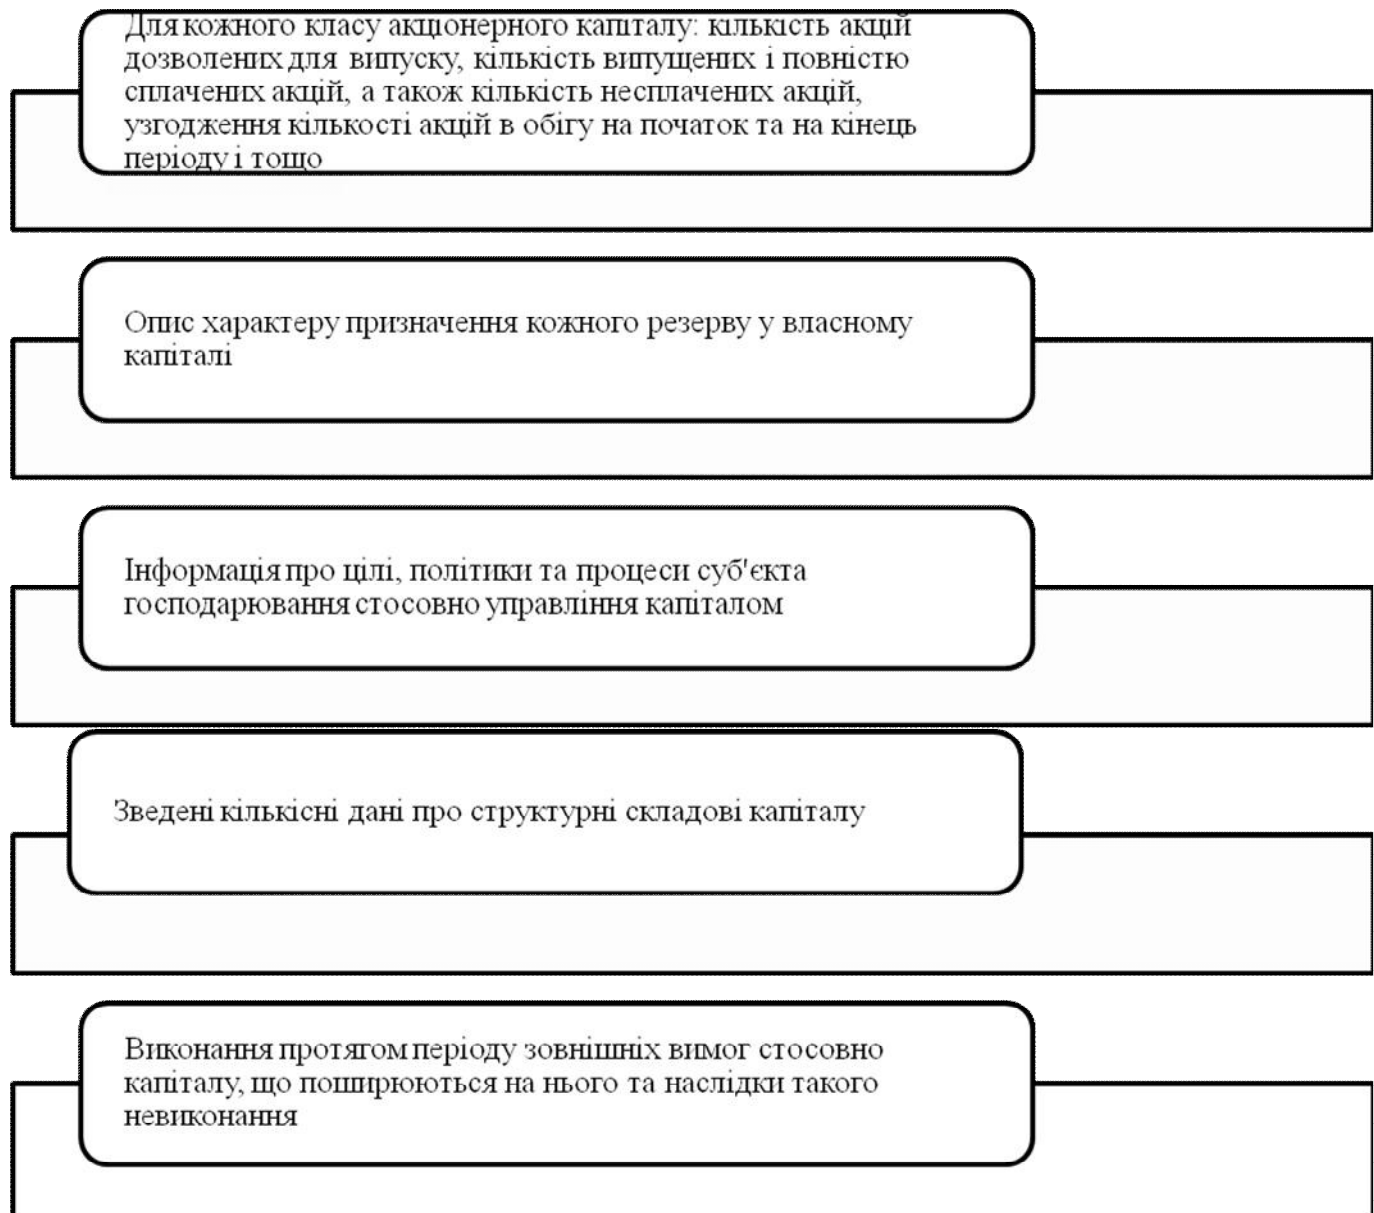 Для кожного класу акціонерного капіталу: кількість акцій
дозволених для випуску, кількість випущених і повністю
сплачених акцій, а також кількість несплачених акцій,
узгодження кількості акцій в обігу на початок та на кінець
періоду і тощо
Опис характеру призначення кожного резерву у власному
капіталі
Інформація про цілі, політики та процеси суб'єкта
господарювання стосовно управління капіталом
Зведені кількісні дані про структурні складові капіталу
Виконання протягом періоду зовнішніх вимог стосовно
капіталу, що поширюються на нього та наслідки такого
невиконання